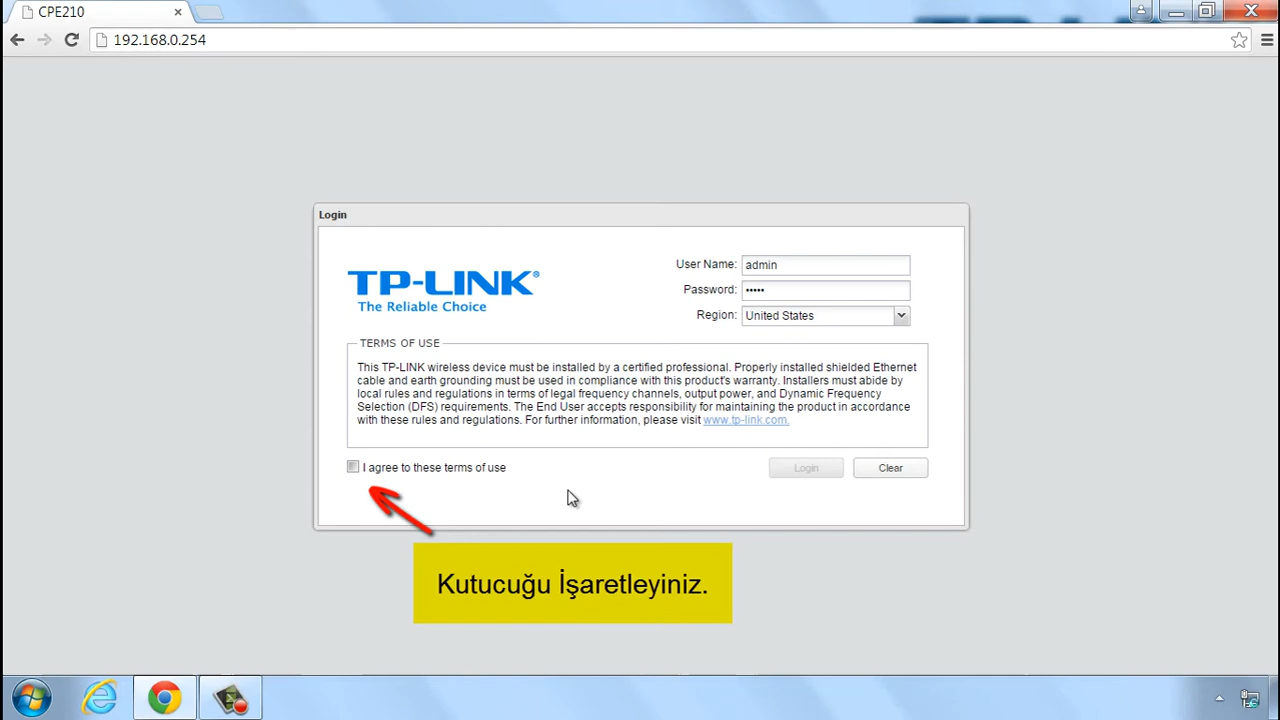 CPE210
192.168.0.254
Login
TP-LINK®
The Reliable Choice
User Name: admin
Password: •••••
Region: United States
TERMS OF USE
This TP-LINK wireless device must be installed by a certified professional. Properly installed shielded Ethernet
cable and earth grounding must be used in compliance with this product's warranty. Installers must abide by
local rules and regulations in terms of legal frequency channels, output power, and Dynamic Frequency
Selection (DFS) requirements. The End User accepts responsibility for maintaining the product in accordance
with these rules and regulations. For further information, please visit www.tp-link.com.
I agree to these terms of use
Login Clear
Kutucuğu İşaretleyiniz.